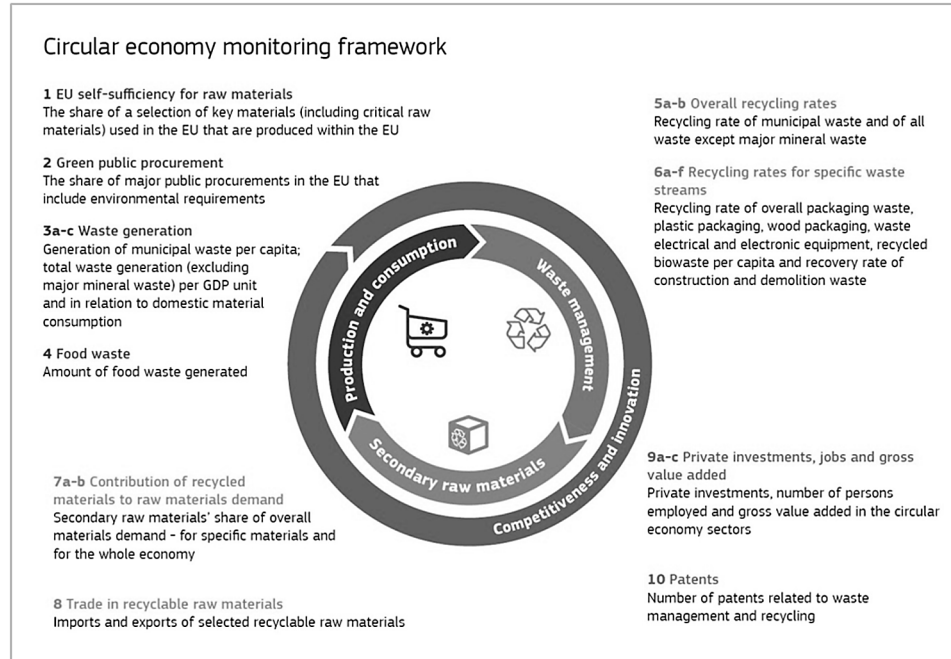 Circular economy monitoring framework
1 EU self-sufficiency for raw materials
The share of a selection of key materials (including critical raw
materials) used in the EU that are produced within the EU
2 Green public procurement
The share of major public procurements in the EU that
include environmental requirements
3a-c Waste generation
Generation of municipal waste per capita;
total waste generation (excluding
major mineral waste) per GDP unit
and in relation to domestic material
consumption
4 Food waste
Amount of food waste generated
5a-b Overall recycling rates
Recycling rate of municipal waste and of all
waste except major mineral waste
6a-f Recycling rates for specific waste
streams
Recycling rate of overall packaging waste,
plastic packaging, wood packaging, waste
electrical and electronic equipment, recycled
biowaste per capita and recovery rate of
construction and demolition waste
Production and consumption
Waste management
Secondary raw materials
Competitiveness and innovation
7a-b Contribution of recycled
materials to raw materials demand
Secondary raw materials' share of overall
materials demand - for specific materials and
for the whole economy
8 Trade in recyclable raw materials
Imports and exports of selected recyclable raw materials
9a-c Private investments, jobs and gross
value added
Private investments, number of persons
employed and gross value added in the circular
economy sectors
10 Patents
Number of patents related to waste
management and recycling